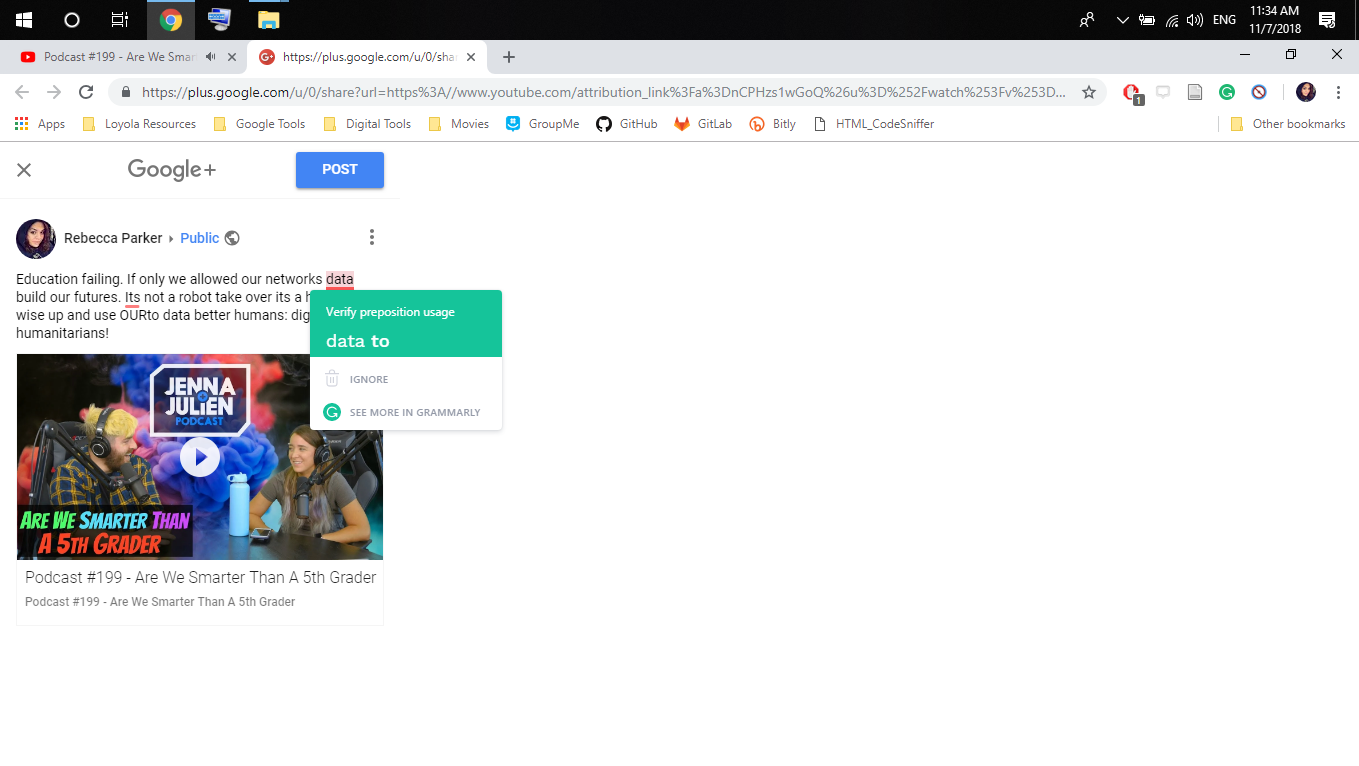 ENG
11:34 AM
11/7/2018
Podcast #199 - Are We Smar
https://plus.google.com/u/0/sha
https://plus.google.com/u/0/share?url=https%3A//www.youtube.com/attribution_link%3Fa%3DnCPHzs1wGoQ%26u%3D%252Fwatch%253Fv%253D...
1
Apps
Loyola Resources
Google Tools
Digital Tools
Movies
GroupMe
GitHub
GitLab
Bitly
HTML_CodeSniffer
Other bookmarks
Google+
POST
Rebecca Parker
Public
Education failing. If only we allowed our networks data
build our futures. Its not a robot take over its a
wise up and use OURto data better humans:
humanitarians!
Verify preposition usage
data to
IGNORE
SEE MORE IN GRAMMARLY
JENNA
JULIEN
PODCAST
ARE WE SMARTER THAN
A 5TH GRADER
Podcast #199 - Are We Smarter Than A 5th Grader
Podcast #199 - Are We Smarter Than A 5th Grader